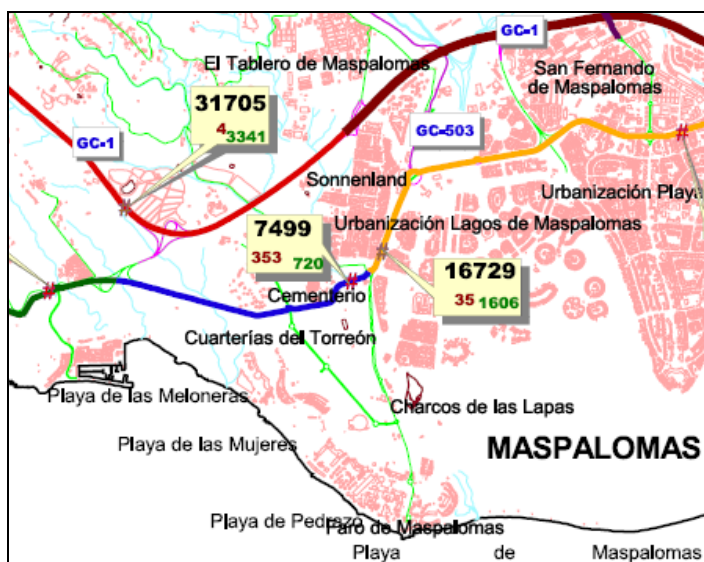 GC-1
El Tablero de Maspalomas
San Fernando
de Maspalomas
31705
4 3341
GC-1
GC-503
Sonnenland
Urbanización Playa
7499
353 720
Urbanización Lagos de Maspalomas
16729
35 1606
Cementerio
Cuarterías del Torreón
Playa de las Meloneras
Charcos de las Lapas
Playa de las Mujeres
MASPALOMAS
Playa de Pedrazo
Faro de Maspalomas
Playa de Maspalomas